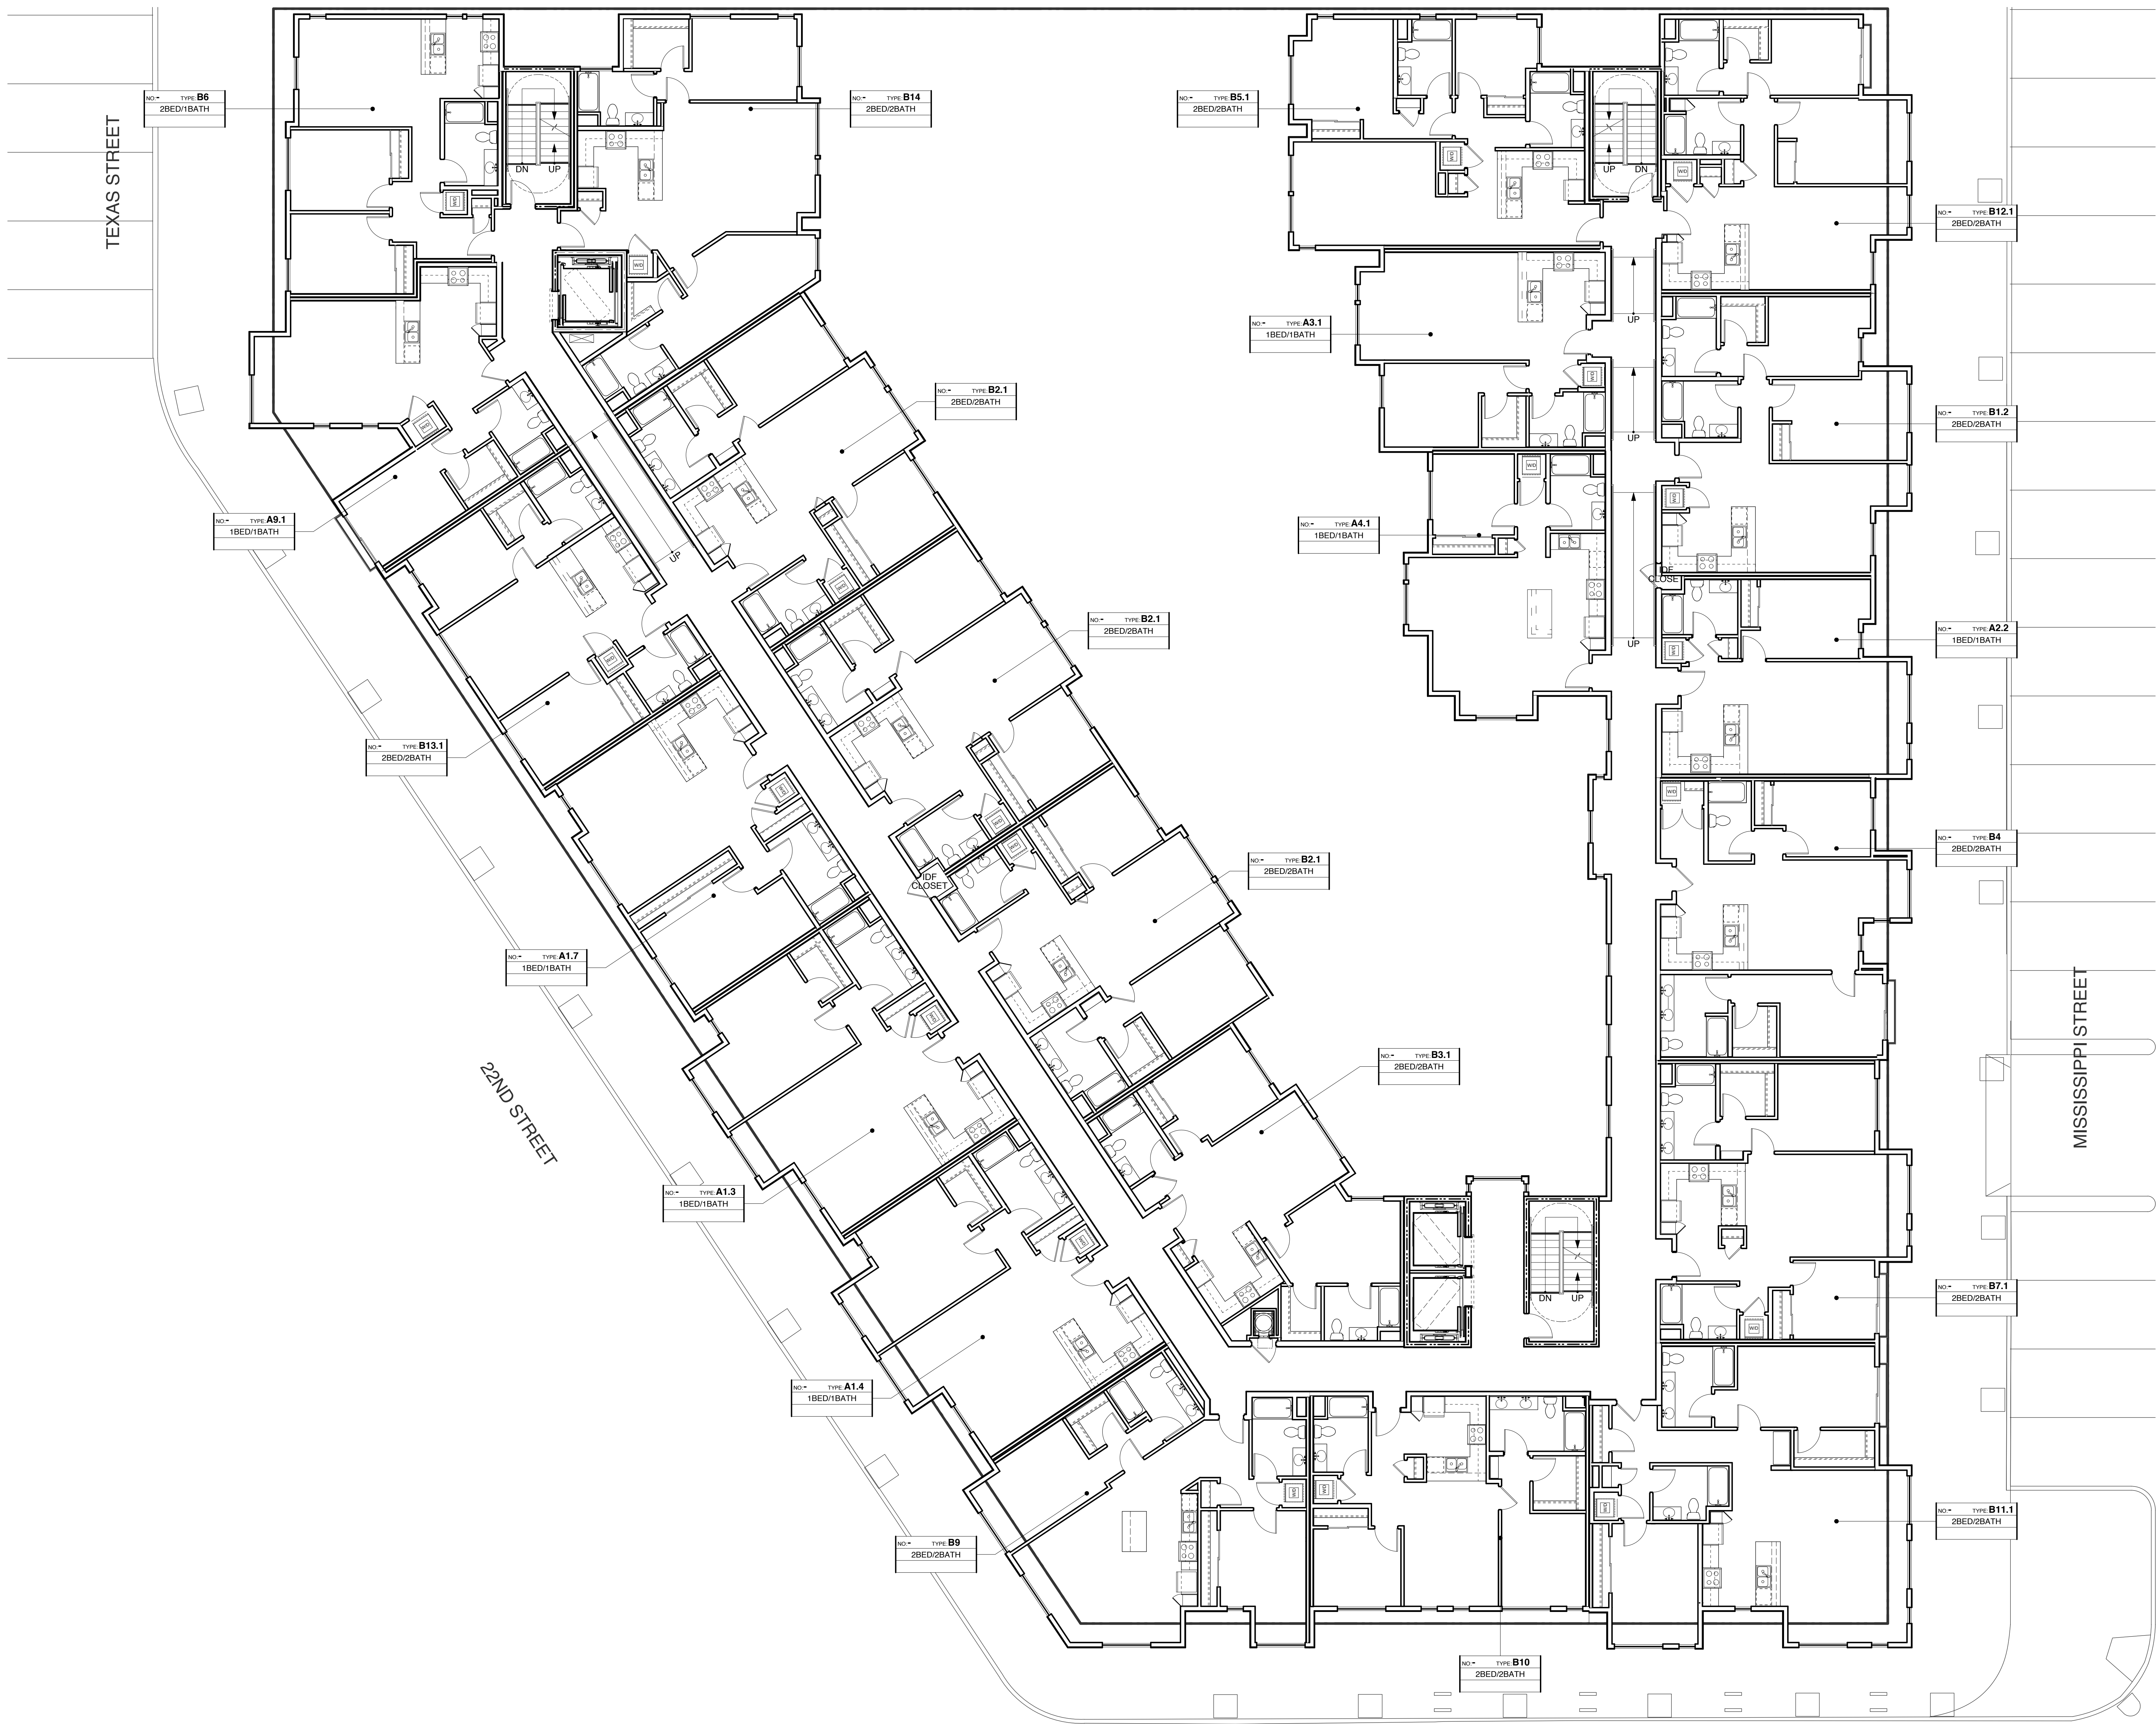 TEXAS STREET
22ND STREET
MISSISSIPPI STREET
NO:- TYPE: B6
2BED/1BATH
NO:- TYPE: B14
2BED/2BATH
NO:- TYPE: B5.1
2BED/2BATH
NO:- TYPE: B12.1
2BED/2BATH
DN UP
W/D
W/D
UP DN
W/D
W/D
NO:- TYPE: A3.1
1BED/1BATH
UP
NO:- TYPE: B2.1
2BED/2BATH
W/D
UP
NO:- TYPE: B1.2
2BED/2BATH
W/D
NO:- TYPE: A9.1
1BED/1BATH
NO:- TYPE: A4.1
1BED/1BATH
W/D
W/D
UP
W/D
IDF
CLOSE
NO:- TYPE: B2.1
2BED/2BATH
UP
W/D
NO:- TYPE: A2.2
1BED/1BATH
W/D
NO:- TYPE: B13.1
2BED/2BATH
W/D
W/D
W/D
W/D
NO:- TYPE: B2.1
2BED/2BATH
NO:- TYPE: B4
2BED/2BATH
IDF
CLOSET
NO:- TYPE: A1.7
1BED/1BATH
W/D
NO:- TYPE: B3.1
2BED/2BATH
NO:- TYPE: A1.3
1BED/1BATH
W/D
DN UP
NO:- TYPE: B7.1
2BED/2BATH
W/D
NO:- TYPE: A1.4
1BED/1BATH
W/D
W/D
W/D
NO:- TYPE: B9
2BED/2BATH
NO:- TYPE: B11.1
2BED/2BATH
NO:- TYPE: B10
2BED/2BATH